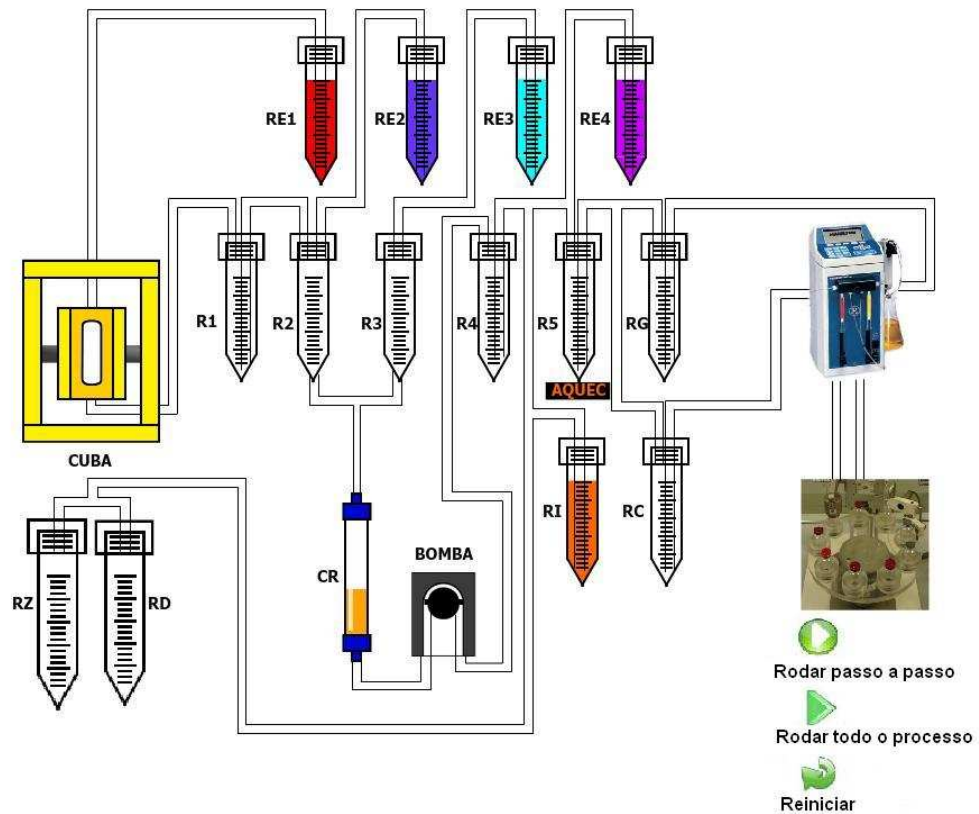 RE1
RE2
RE3
RE4
R1
R2
R3
R4
R5
RG
AQUEC
CUBA
RZ
RD
CR
BOMBA
RI
RC
Rodar passo a passo
Rodar todo o processo
Reiniciar